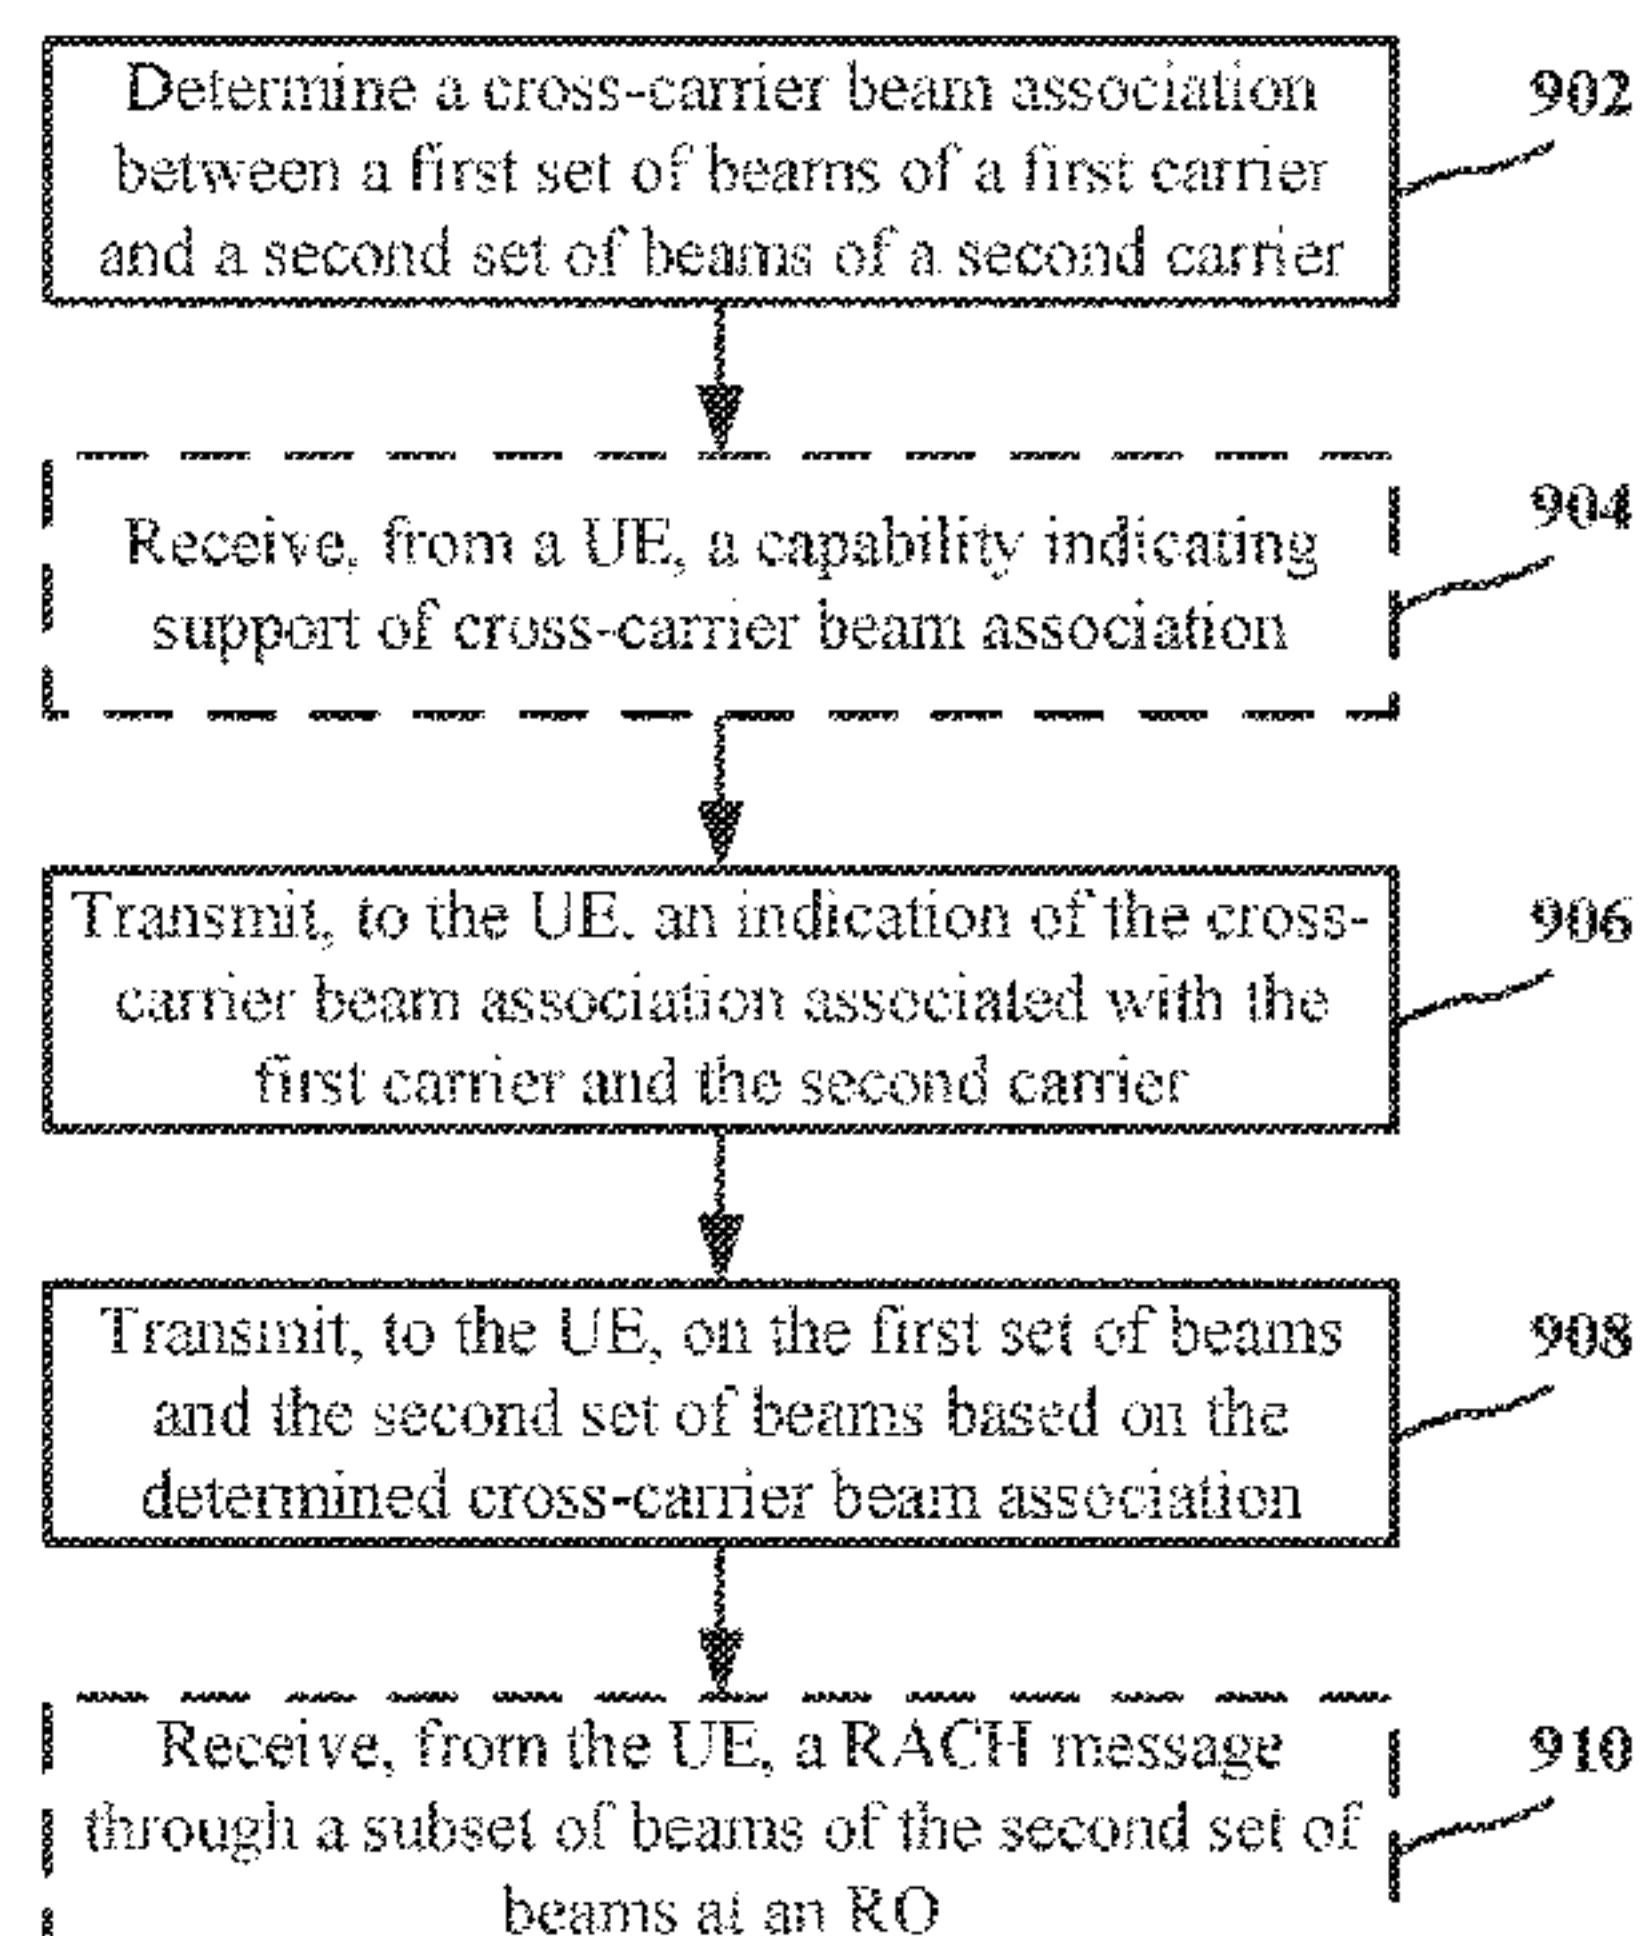 Determine a cross-carrier beam association
902
between a first set of beams of a first carrier
and a second set of beams of a second carrier
904
Receive, from a UE, a capability indicating
support of cross-carrier beam association
906
Transmit, to the UE, an indication of the cross-
carrier beam association associated with the
first carrier and the second carrier
908
Transmit, to the UE, on the first set of beams
and the second set of beams based on the
determined cross-carrier beam association
910
Receive, from the UE, a RACH message
through a subset of beams of the second set of
beams at an RO